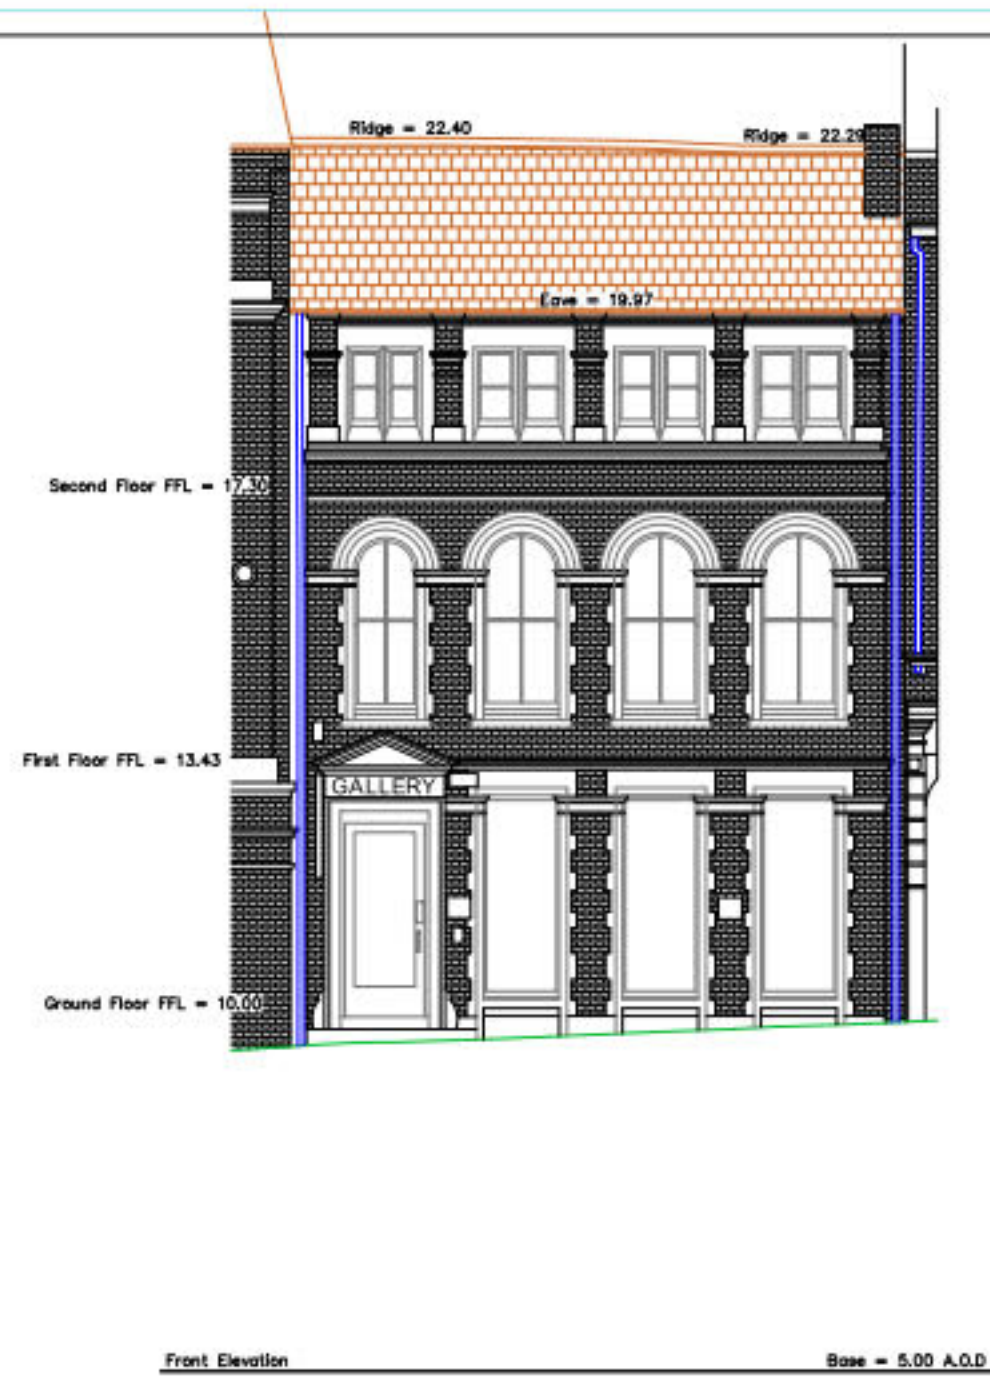 Ridge = 22.40
Ridge = 22.29
Eave = 19.97
Second Floor FFL = 17.30
First Floor FFL = 13.43
GALLERY
Ground Floor FFL = 10.00
Front Elevation
Base = 5.00 A.O.D